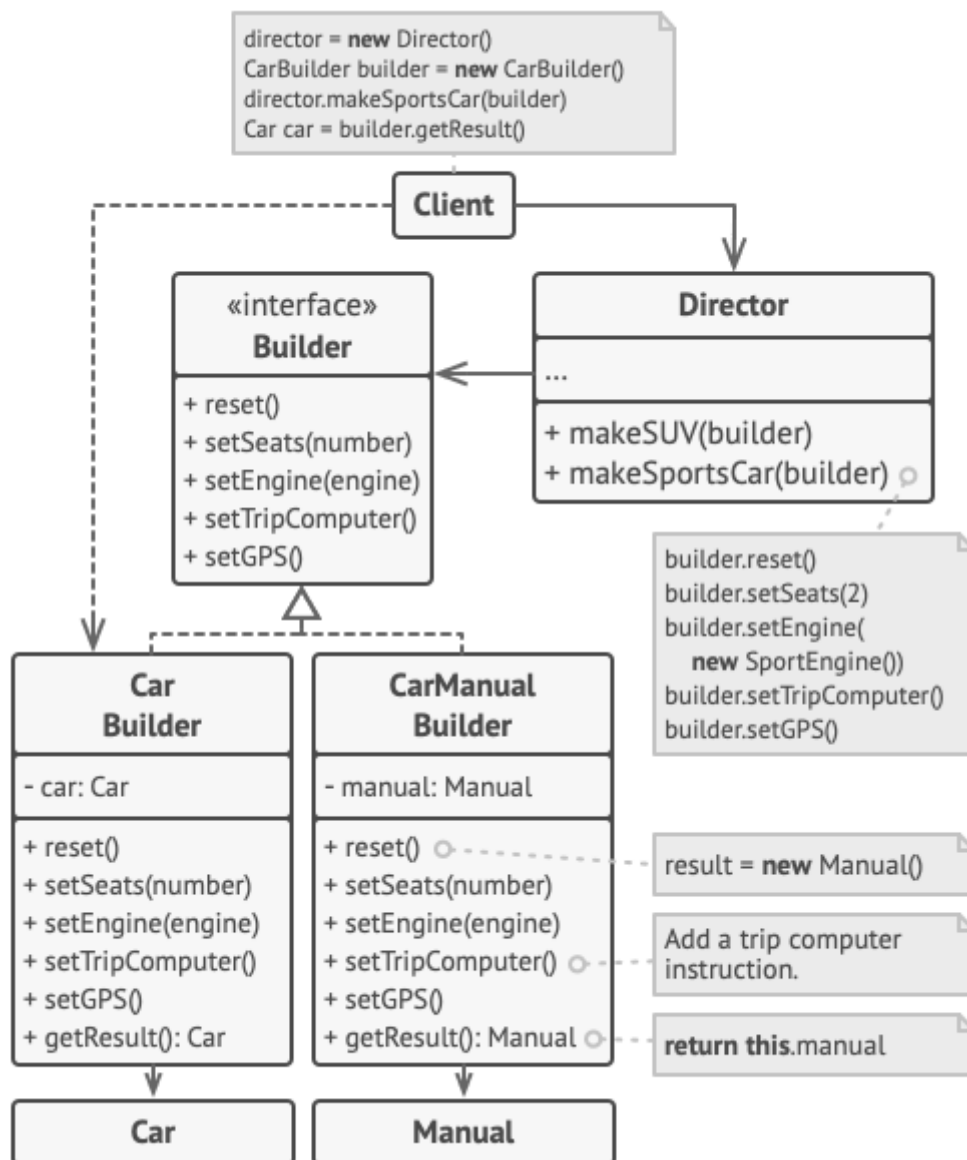 director = new Director()
CarBuilder builder = new CarBuilder()
director.makeSportsCar(builder)
Car car = builder.getResult()
Client
«interface»
Builder
+ reset()
+ setSeats(number)
+ setEngine(engine)
+ setTripComputer()
+ setGPS()
Director
...
+ makeSUV(builder)
+ makeSportsCar(builder)
builder.reset()
builder.setSeats(2)
builder.setEngine(
new SportEngine())
builder.setTripComputer()
builder.setGPS()
Car
Builder
- car: Car
+ reset()
+ setSeats(number)
+ setEngine(engine)
+ setTripComputer()
+ setGPS()
+ getResult(): Car
CarManual
Builder
- manual: Manual
+ reset()
+ setSeats(number)
+ setEngine(engine)
+ setTripComputer()
+ setGPS()
+ getResult(): Manual
result = new Manual()
Add a trip computer
instruction.
return this.manual
Car
Manual